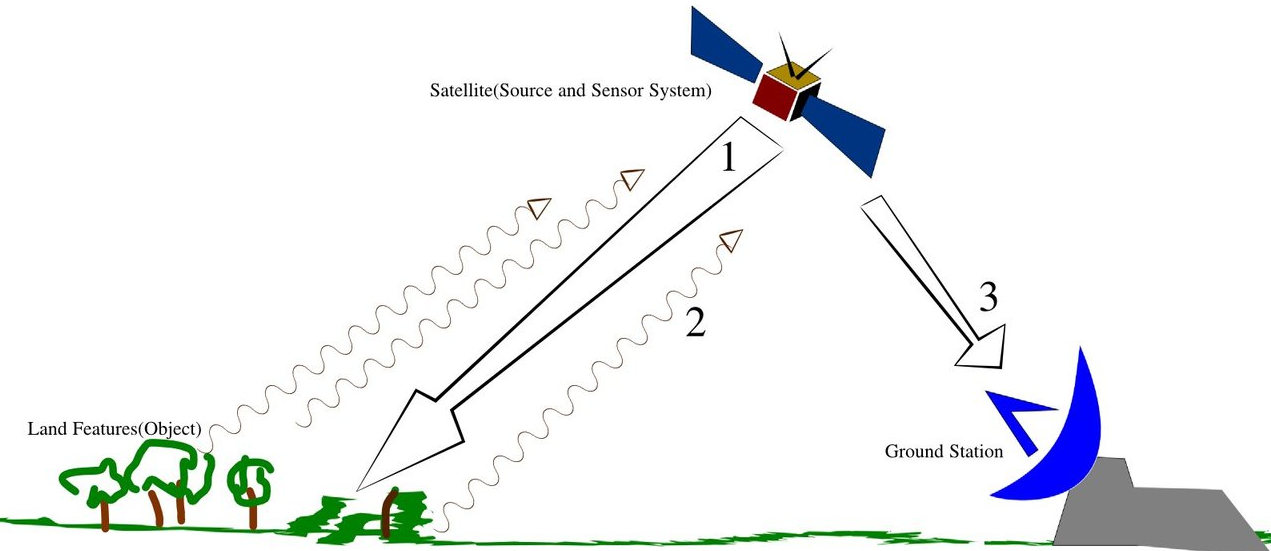 Satellite(Source and Sensor System)
1
2
3
Land Features(Object)
Ground Station